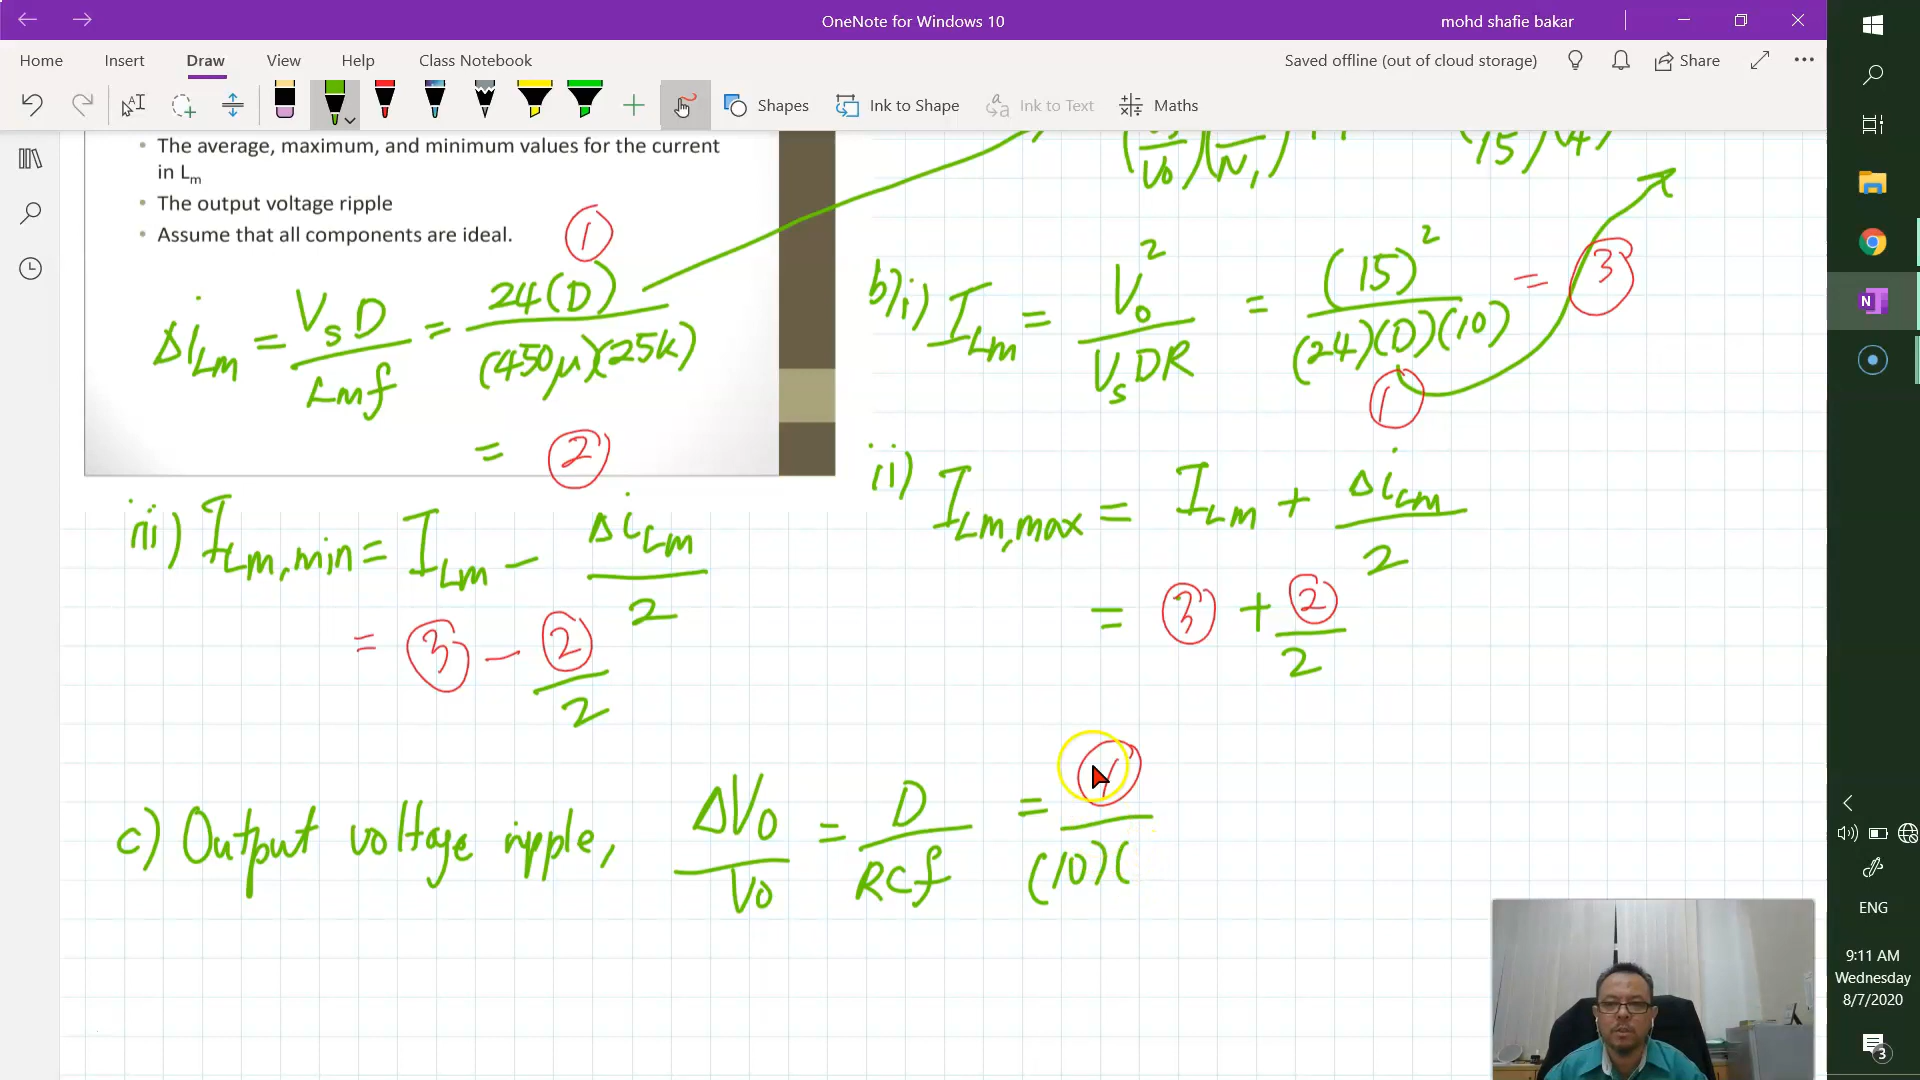 OneNote for Windows 10
mohd shafie bakar
Home Insert Draw View Help Class Notebook
Saved offline (out of cloud storage) Share
Shapes Ink to Shape Ink to Text Maths
• The average, maximum, and minimum values for the current
in Lm
• The output voltage ripple
• Assume that all components are ideal.
①
ΔiLm = VsD / Lmf = 24(D) / (450μ)(25k)
= ②
b)i) ILm = Vo² / VsDR = (15)² / (24)(D)(10) = ③
①
ii) ILm,max = ILm + ΔiLm / 2
= ③ + ② / 2
iii) ILm,min = ILm - ΔiLm / 2
= ③ - ② / 2
c) Output voltage ripple, ΔVo / Vo = D / RCf = ① / (10)(
ENG
9:11 AM
Wednesday
8/7/2020
3